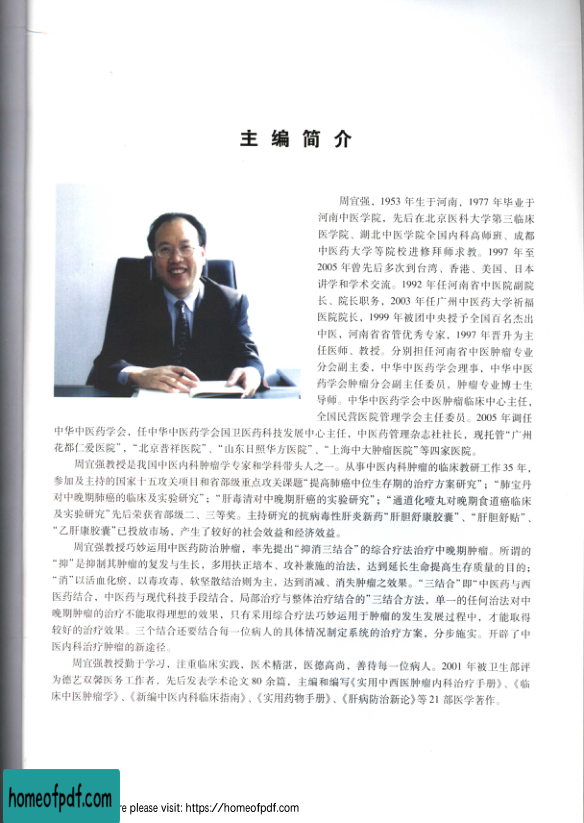 主编简介
周宜强，1953 年生于河南，1977 年毕业于
河南中医学院，先后在北京医科大学第三临床
医学院、湖北中医学院全国内科高师班、成都
中医药大学等院校进修拜师求教。1997 年至
2005 年曾先后多次到台湾、香港、美国、日本
讲学和学术交流。1992 年任河南省中医院副院
长、院长职务，2003 年任广州中医药大学祈福
医院院长，1999 年被团中央授予全国百名杰出
中医，河南省省管优秀专家，1997 年晋升为主
任医师、教授。分别担任河南省中医肿瘤专业
分会副主委，中华中医药学会理事，中华中医
药学会肿瘤分会副主任委员，肿瘤专业博士生
导师。中华中医药学会中医肿瘤临床中心主任，
全国民营医院管理学会主任委员。2005 年调任
中华中医药学会，任中华中医药学会国卫医药科技发展中心主任，中医药管理杂志社社长，现托管“广州
花都仁爱医院”，“北京普祥医院”、“山东日照华方医院”、“上海中大肿瘤医院”等四家医院。
周宜强教授是我国中医内科肿瘤学专家和学科带头人之一。从事中医内科肿瘤的临床教研工作 35 年，
参加及主持的国家十五攻关项目和省部级重点攻关课题“提高肺癌中位生存期的治疗方案研究”；“肺宝丹
对中晚期肺癌的临床及实验研究”；“肝毒清对中晚期肝癌的实验研究”；“通道化噎丸对晚期食道癌临床
及实验研究”先后荣获省部级二、三等奖。主持研究的抗病毒性肝炎新药“肝胆舒康胶囊”、“肝胆舒贴”、
“乙肝康胶囊”已投放市场，产生了较好的社会效益和经济效益。
周宜强教授巧妙运用中医药防治肿瘤，率先提出“抑消三结合”的综合疗法治疗中晚期肿瘤。所谓的
“抑”是抑制其肿瘤的复发与生长，多用扶正培本、攻补兼施的治法，达到延长生命提高生存质量的目的；
“消”以活血化瘀，以毒攻毒，软坚散结治则为主，达到消减、消失肿瘤之效果。“三结合”即“中医药与西
医药结合，中医药与现代科技手段结合，局部治疗与整体治疗结合的”三结合方法，单一的任何治法对中
晚期肿瘤的治疗不能取得理想的效果，只有采用综合疗法巧妙运用于肿瘤的发生发展过程中，才能取得
较好的治疗效果。三个结合还要结合每一位病人的具体情况制定系统的治疗方案，分步施实。开辟了中
医内科治疗肿瘤的新途径。
周宜强教授勤于学习，注重临床实践，医术精湛，医德高尚，善待每一位病人。2001 年被卫生部评
为德艺双馨医务工作者，先后发表学术论文 80 余篇，主编和编写《实用中西医肿瘤内科治疗手册》、《临
床中医肿瘤学》、《新编中医内科临床指南》、《实用药物手册》、《肝病防治新论》等 21 部医学著作。
homeofpdf.com
re please visit: https://homeofpdf.com